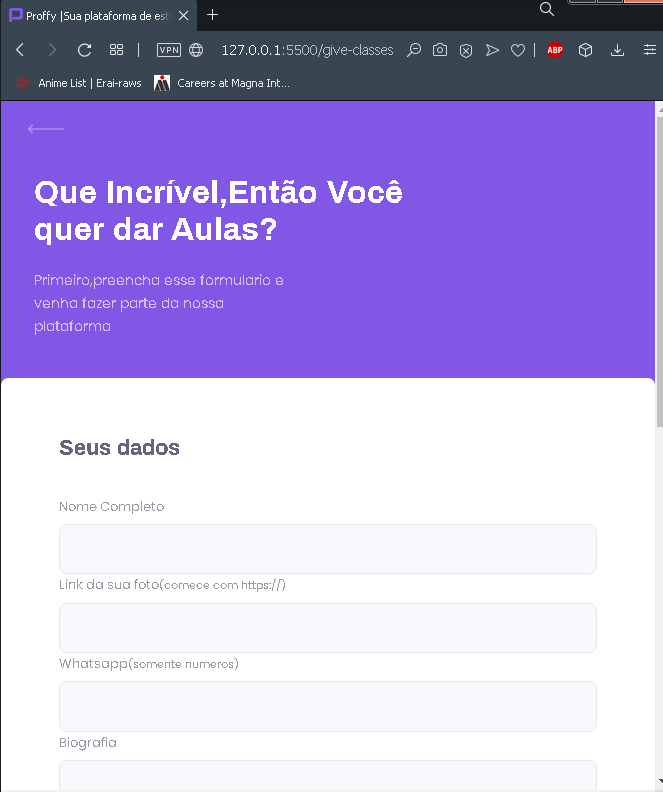 Proffy |Sua plataforma de est
VPN
127.0.0.1:5500/give-classes
ABP
Anime List | Erai-raws
Careers at Magna Int...
Que Incrível,Então Você
quer dar Aulas?
Primeiro,preencha esse formulario e
venha fazer parte da nossa
plataforma
Seus dados
Nome Completo
Link da sua foto(comece com https://)
Whatsapp(somente numeros)
Biografia